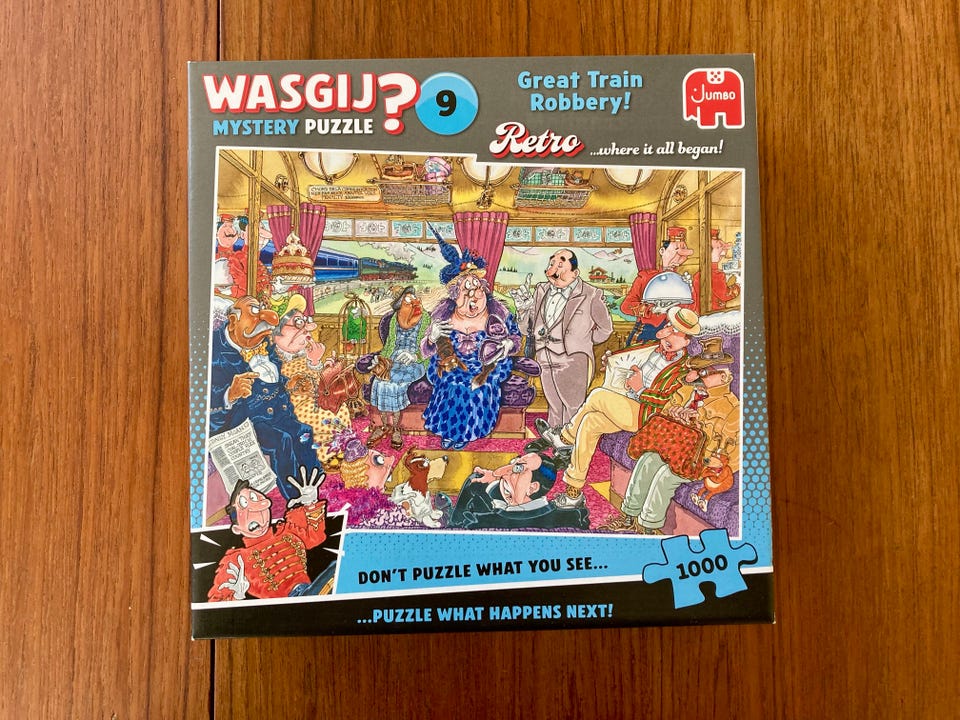 WASGIJ?
MYSTERY PUZZLE
9
Great Train
Robbery!
Jumbo
Retro ...where it all began!
DON'T PUZZLE WHAT YOU SEE...
1000
...PUZZLE WHAT HAPPENS NEXT!